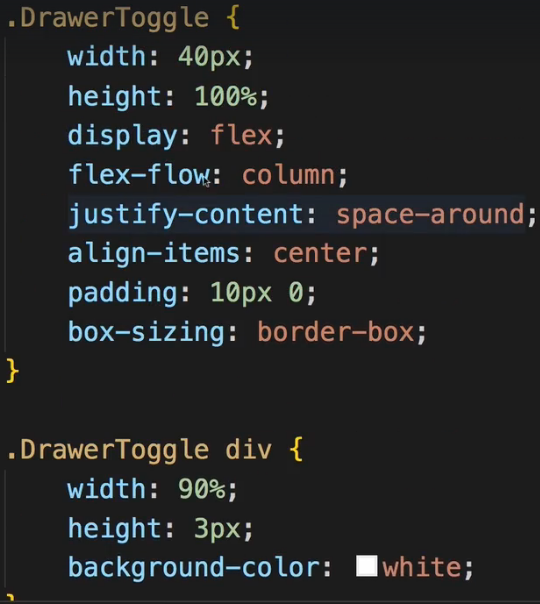 .DrawerToggle {
width: 40px;
height: 100%;
display: flex;
flex-flow: column;
justify-content: space-around;
align-items: center;
padding: 10px 0;
box-sizing: border-box;
}
.DrawerToggle div {
width: 90%;
height: 3px;
background-color: white;
}